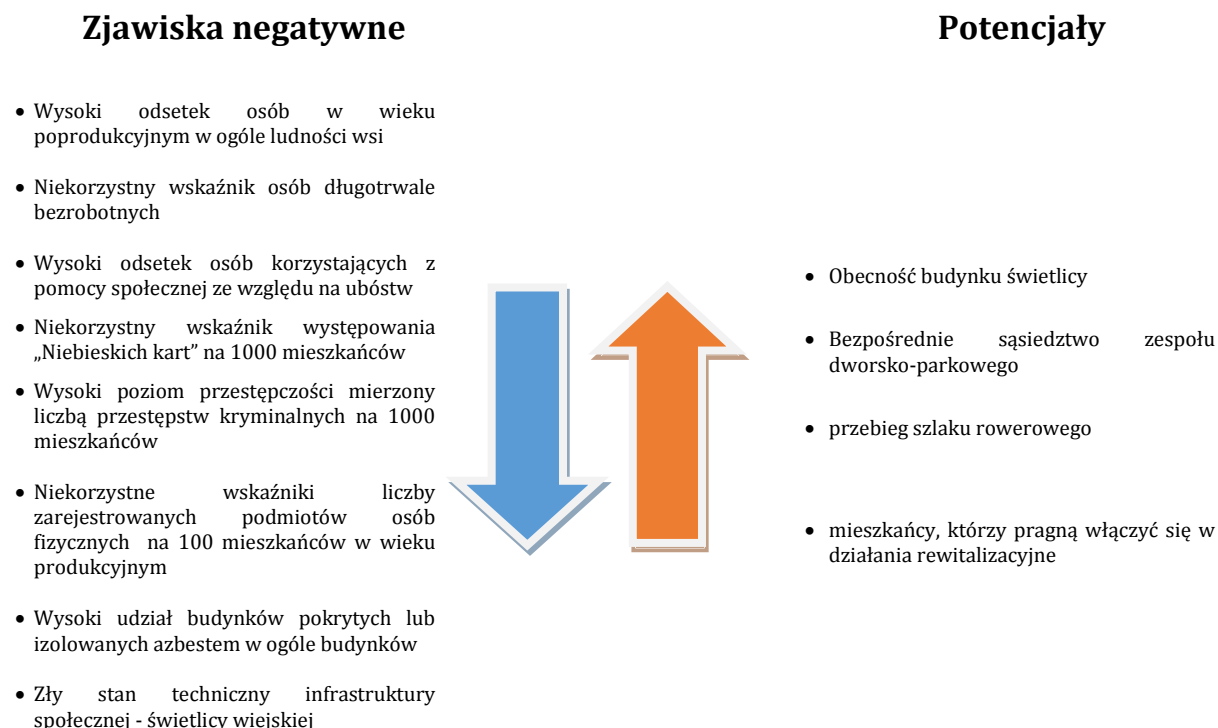 Zjawiska negatywne
• Wysoki odsetek osób w wieku
poprodukcyjnym w ogóle ludności wsi
• Niekorzystny wskaźnik osób długotrwale
bezrobotnych
• Wysoki odsetek osób korzystających z
pomocy społecznej ze względu na ubóstw
• Niekorzystny wskaźnik występowania
„Niebieskich kart” na 1000 mieszkańców
• Wysoki poziom przestępczości mierzony
liczbą przestępstw kryminalnych na 1000
mieszkańców
• Niekorzystne wskaźniki liczby
zarejestrowanych podmiotów osób
fizycznych na 100 mieszkańców w wieku
produkcyjnym
• Wysoki udział budynków pokrytych lub
izolowanych azbestem w ogóle budynków
• Zły stan techniczny infrastruktury
społecznej - świetlicy wiejskiej
Potencjały
• Obecność budynku świetlicy
• Bezpośrednie sąsiedztwo zespołu
dworsko-parkowego
• przebieg szlaku rowerowego
• mieszkańcy, którzy pragną włączyć się w
działania rewitalizacyjne